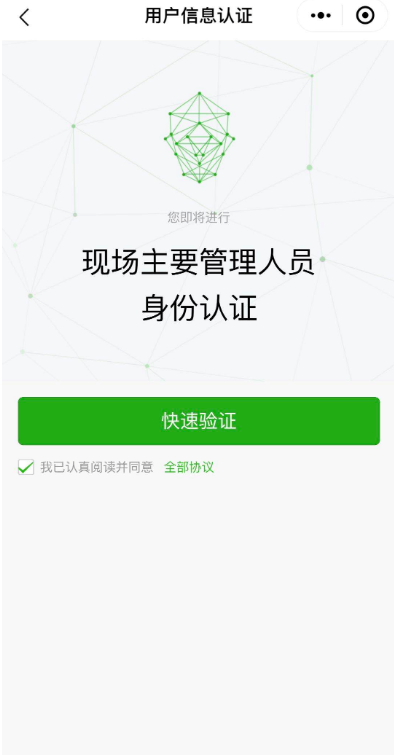 用户信息认证
您即将进行
现场主要管理人员
身份认证
快速验证
我已认真阅读并同意 全部协议